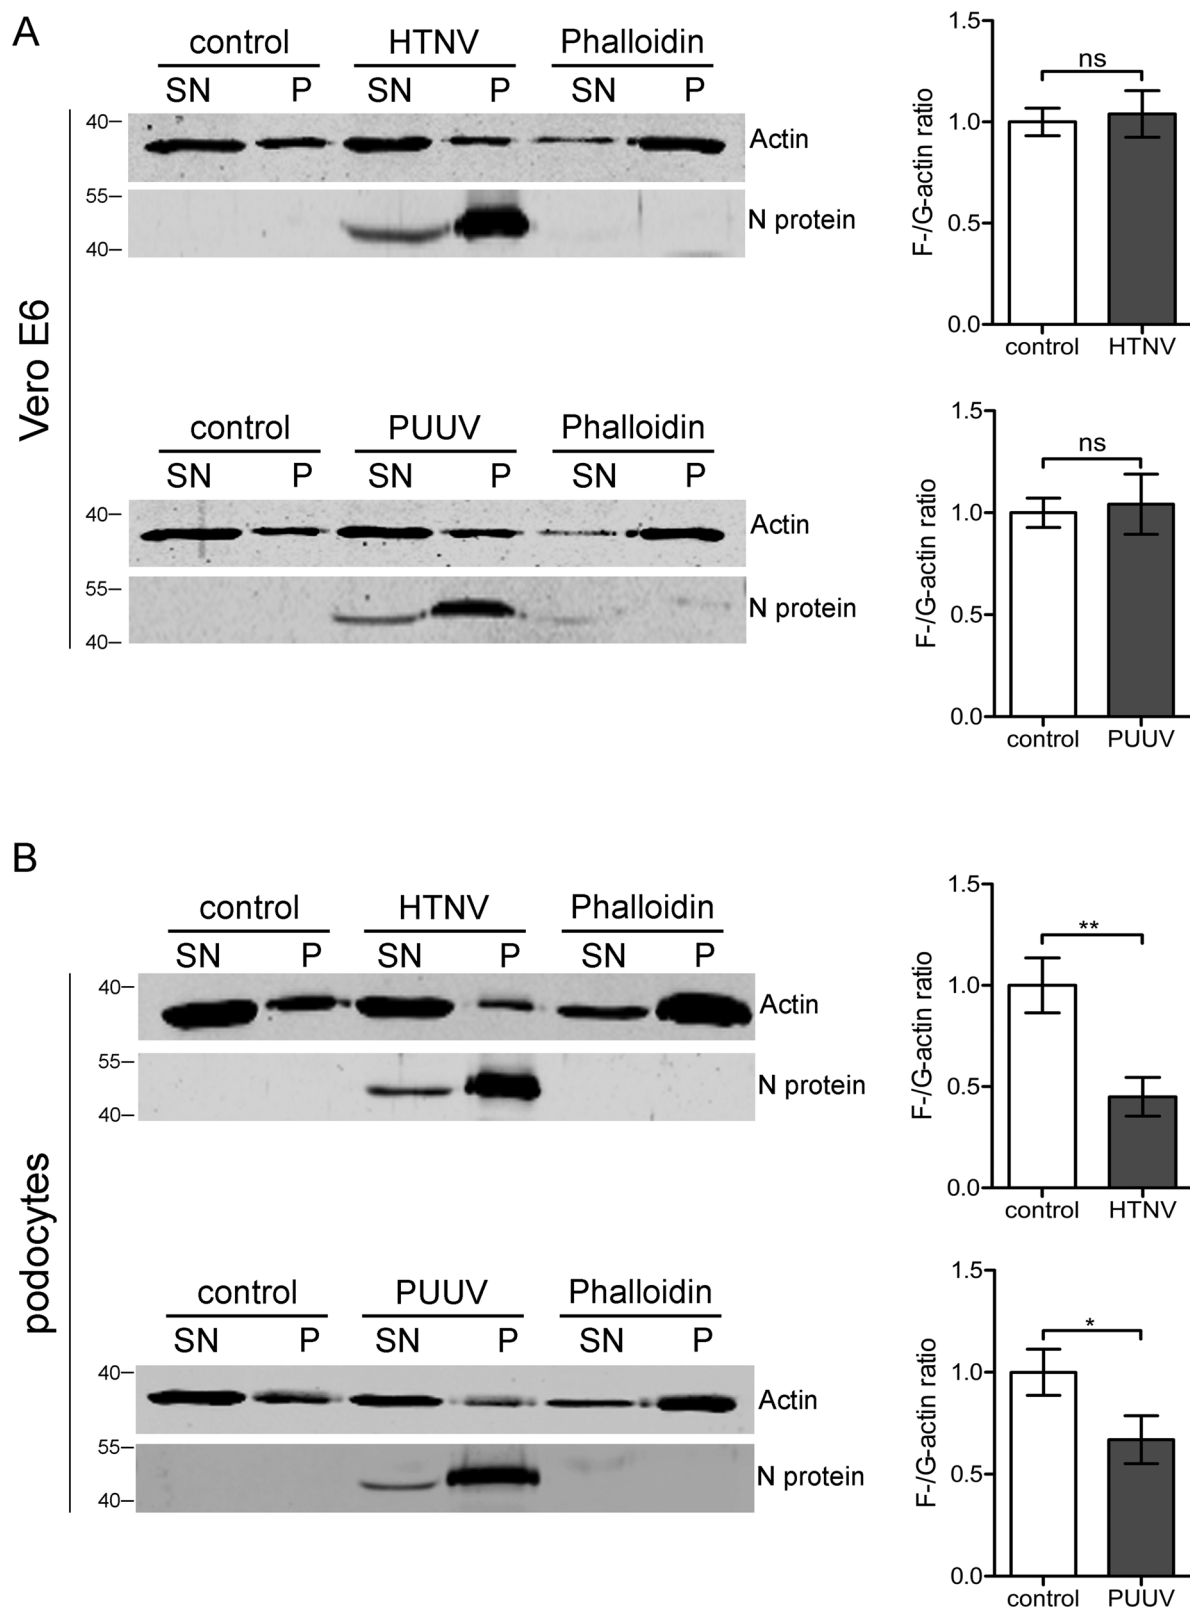 A
control HTNV Phalloidin
SN P SN P SN P
40–
Actin
55–
N protein
40–
1.5
1.0
0.5
0.0
F-/G-actin ratio
ns
control HTNV
Vero E6
control PUUV Phalloidin
SN P SN P SN P
40–
Actin
55–
N protein
40–
1.5
1.0
0.5
0.0
F-/G-actin ratio
ns
control PUUV
B
control HTNV Phalloidin
SN P SN P SN P
40–
Actin
55–
N protein
40–
1.5
1.0
0.5
0.0
F-/G-actin ratio
**
control HTNV
podocytes
control PUUV Phalloidin
SN P SN P SN P
40–
Actin
55–
N protein
40–
1.5
1.0
0.5
0.0
F-/G-actin ratio
*
control PUUV